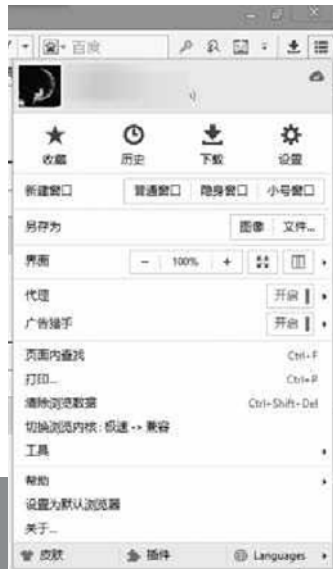 百度
收藏 历史 下载 设置
新建窗口 普通窗口 隐身窗口 小号窗口
另存为 图像 文件...
界面 - 100% +
代理 开启
广告猎手 开启
页面内查找 Ctrl+F
打印... Ctrl+P
清除浏览数据 Ctrl+Shift+Del
切换浏览内核:极速->兼容
工具
帮助
设置为默认浏览器
关于...
皮肤 插件 Languages